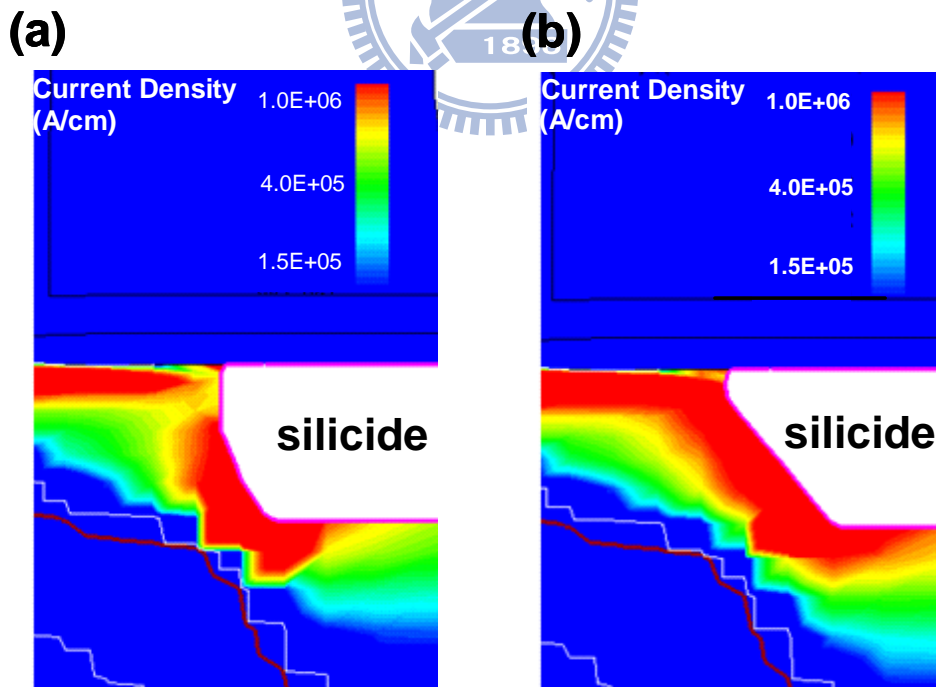 (a)
(b)
Current Density
(A/cm)
1.0E+06
4.0E+05
1.5E+05
silicide
Current Density
(A/cm)
1.0E+06
4.0E+05
1.5E+05
silicide